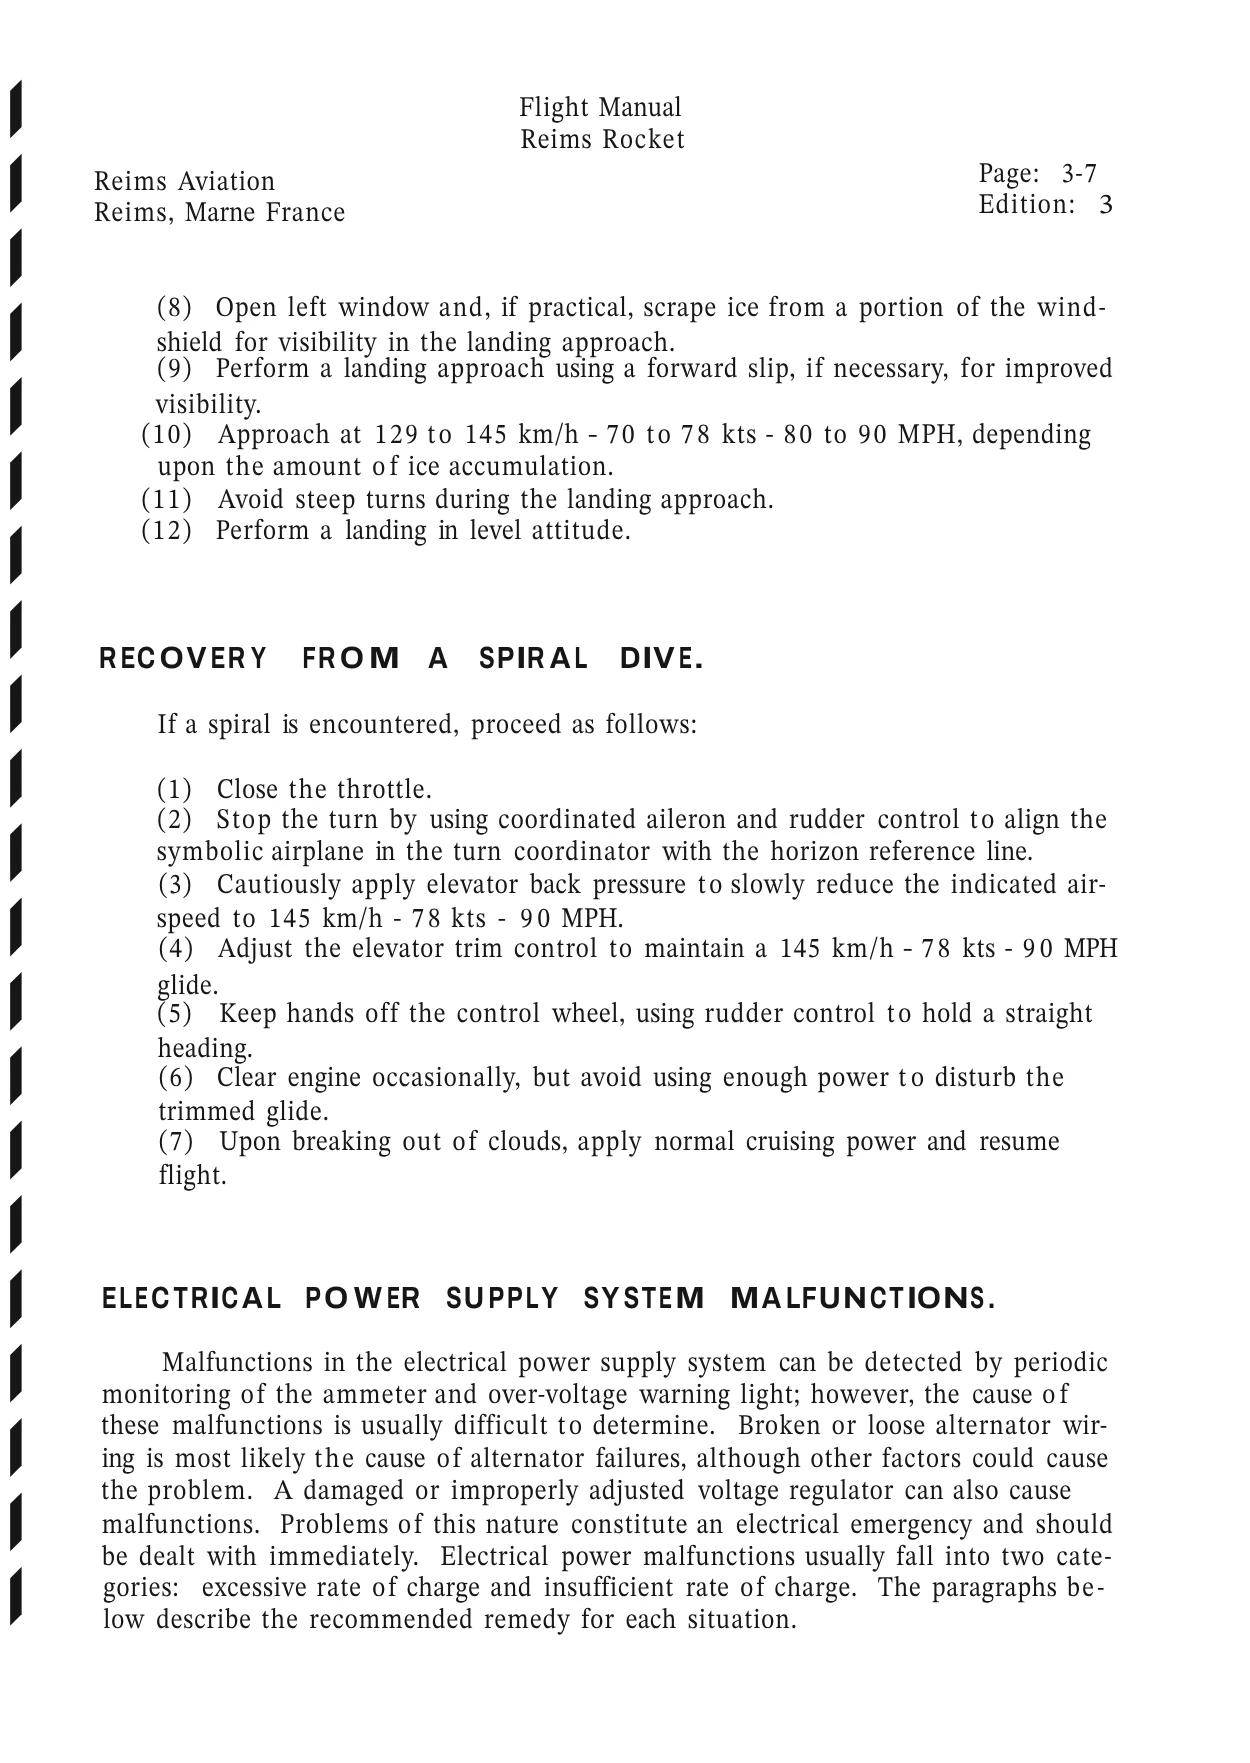 Flight Manual
Reims Rocket
Reims Aviation
Reims, Marne France
Page: 3-7
Edition: 3
(8) Open left window and, if practical, scrape ice from a portion of the wind-
shield for visibility in the landing approach.
(9) Perform a landing approach using a forward slip, if necessary, for improved
visibility.
(10) Approach at 129 to 145 km/h - 70 to 78 kts - 80 to 90 MPH, depending
upon the amount of ice accumulation.
(11) Avoid steep turns during the landing approach.
(12) Perform a landing in level attitude.
RECOVERY FROM A SPIRAL DIVE.
If a spiral is encountered, proceed as follows:
(1) Close the throttle.
(2) Stop the turn by using coordinated aileron and rudder control to align the
symbolic airplane in the turn coordinator with the horizon reference line.
(3) Cautiously apply elevator back pressure to slowly reduce the indicated air-
speed to 145 km/h - 78 kts - 90 MPH.
(4) Adjust the elevator trim control to maintain a 145 km/h - 78 kts - 90 MPH
glide.
(5) Keep hands off the control wheel, using rudder control to hold a straight
heading.
(6) Clear engine occasionally, but avoid using enough power to disturb the
trimmed glide.
(7) Upon breaking out of clouds, apply normal cruising power and resume
flight.
ELECTRICAL POWER SUPPLY SYSTEM MALFUNCTIONS.
Malfunctions in the electrical power supply system can be detected by periodic
monitoring of the ammeter and over-voltage warning light; however, the cause of
these malfunctions is usually difficult to determine. Broken or loose alternator wir-
ing is most likely the cause of alternator failures, although other factors could cause
the problem. A damaged or improperly adjusted voltage regulator can also cause
malfunctions. Problems of this nature constitute an electrical emergency and should
be dealt with immediately. Electrical power malfunctions usually fall into two cate-
gories: excessive rate of charge and insufficient rate of charge. The paragraphs be-
low describe the recommended remedy for each situation.